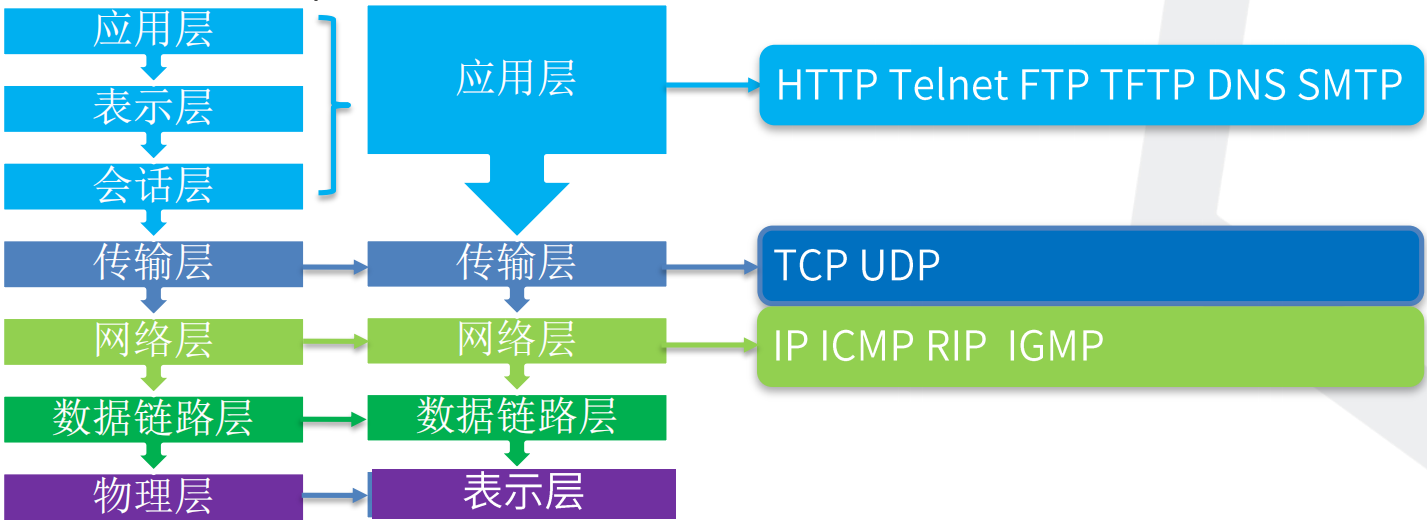 应用层
表示层
会话层
传输层
网络层
数据链路层
物理层
应用层
传输层
网络层
数据链路层
表示层
HTTP Telnet FTP TFTP DNS SMTP
TCP UDP
IP ICMP RIP IGMP